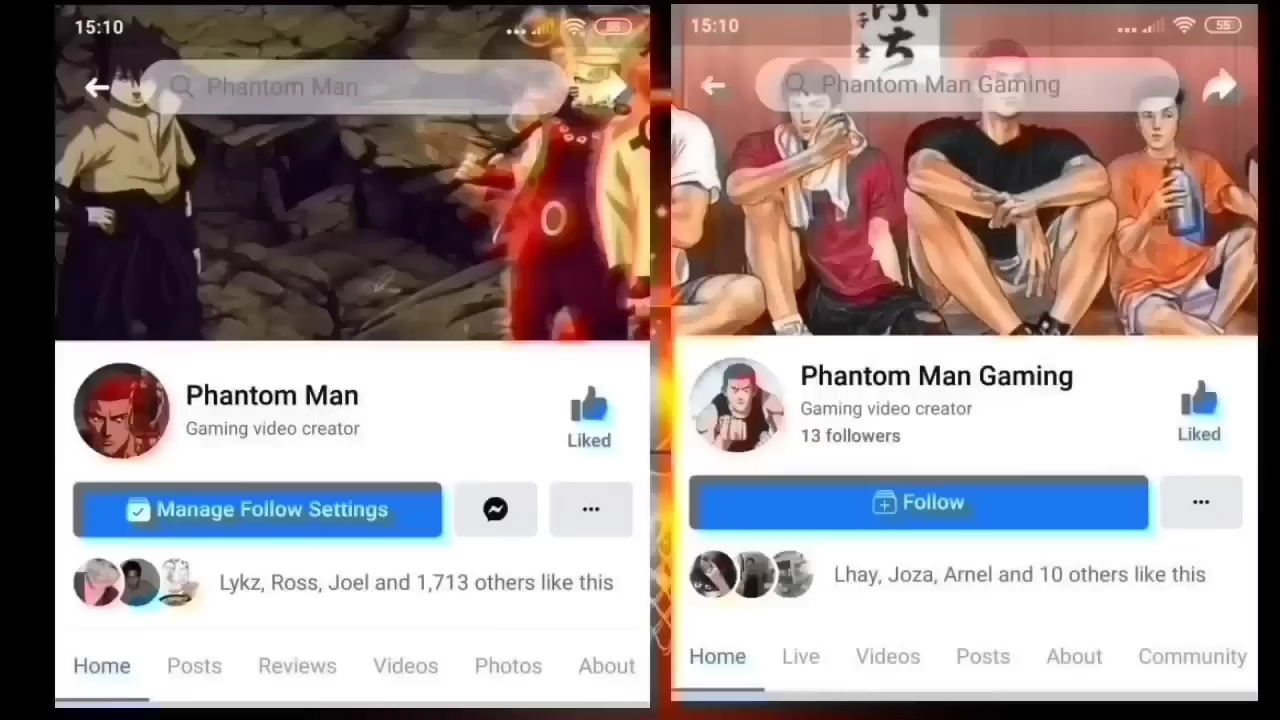 15:10
55
Phantom Man
Phantom Man
Gaming video creator
Liked
Manage Follow Settings
Lykz, Ross, Joel and 1,713 others like this
Home Posts Reviews Videos Photos About
15:10
55
Phantom Man Gaming
Phantom Man Gaming
Gaming video creator
13 followers
Liked
Follow
Lhay, Joza, Arnel and 10 others like this
Home Live Videos Posts About Community